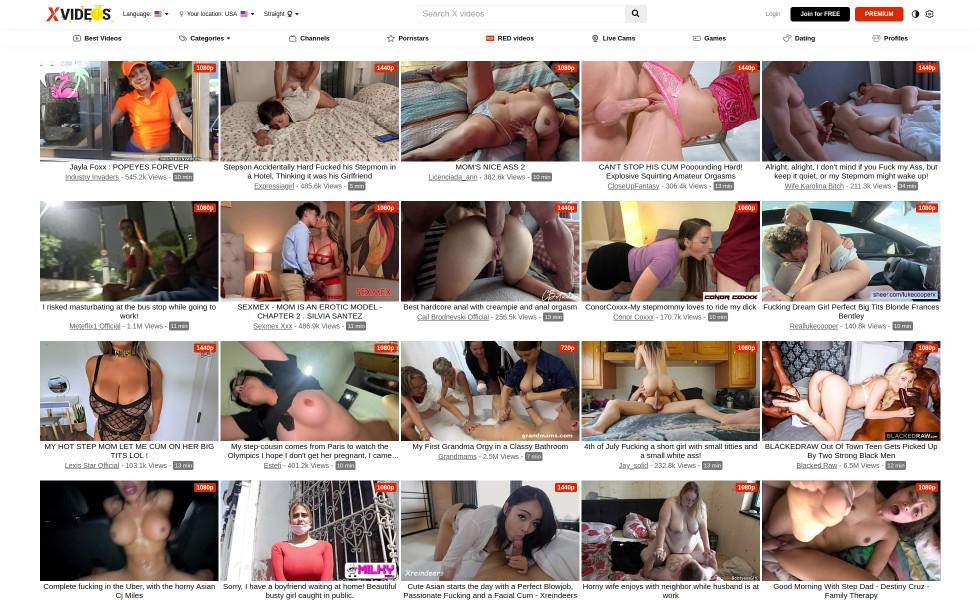 XVIDEOS
Language:
Your location: USA
Straight
Search X videos
Login
Join for FREE
PREMIUM
Best Videos
Categories
Channels
Pornstars
RED videos
Live Cams
Games
Dating
Profiles
1080p
1440p
1080p
1440p
1440p
Jayla Foxx : POPEYES FOREVER
Industry Invaders - 545.2k Views - 10 min
Stepson Accidentally Hard Fucked his Stepmom in
a Hotel, Thinking it was his Girlfriend
Expressiagirl - 485.6k Views - 5 min
MOM'S NICE ASS 2
Licenciada_ann - 382.6k Views - 10 min
CAN'T STOP HIS CUM Pooounding Hard!
Explosive Squirting Amateur Orgasms
CloseUpFantasy - 306.4k Views - 13 min
Alright, alright, I don't mind if you Fuck my Ass, but
keep it quiet, or my Stepmom might wake up!
Wife Karolina Bitch - 211.3k Views - 34 min
1080p
1080p
1440p
1080p
1080p
SEXMEX
CONOR COXXX
sheer.com/lukecooperx
I risked masturbating at the bus stop while going to
work!
Meteflix1 Official - 1.1M Views - 11 min
SEXMEX - MOM IS AN EROTIC MODEL -
CHAPTER 2 . SILVIA SANTEZ
Sexmex Xxx - 486.9k Views - 11 min
Best hardcore anal with creampie and anal orgasm
Cail Brodnevski Official - 256.5k Views - 13 min
ConorCoxxx-My stepmommy loves to ride my dick
Conor Coxxx - 170.7k Views - 10 min
Fucking Dream Girl Perfect Big Tits Blonde Frances
Bentley
Reallukecooper - 140.8k Views - 10 min
1440p
1080p
720p
1080p
1080p
grandmams.com
BLACKEDRAW.COM
MY HOT STEP MOM LET ME CUM ON HER BIG
TITS LOL !
Lexis Star Official - 103.1k Views - 13 min
My step-cousin comes from Paris to watch the
Olympics I hope I don't get her pregnant, I came...
Estefi - 401.2k Views - 10 min
My First Grandma Orgy in a Classy Bathroom
Grandmams - 2.5M Views - 7 min
4th of July Fucking a short girl with small titties and
a small white ass!
Jay_solid - 232.8k Views - 13 min
BLACKEDRAW Out Of Town Teen Gets Picked Up
By Two Strong Black Men
Blacked Raw - 6.5M Views - 12 min
1080p
1080p
1440p
1080p
1080p
MILKY
Xreindeers
Complete fucking in the Uber, with the horny Asian
Cj Miles
Sorry, I have a boyfriend waiting at home! Beautiful
busty girl caught in public.
Cute Asian starts the day with a Perfect Blowjob,
Passionate Fucking and a Facial Cum - Xreindeers
Horny wife enjoys with neighbor while husband is at
work
Good Morning With Step Dad - Destiny Cruz -
Family Therapy